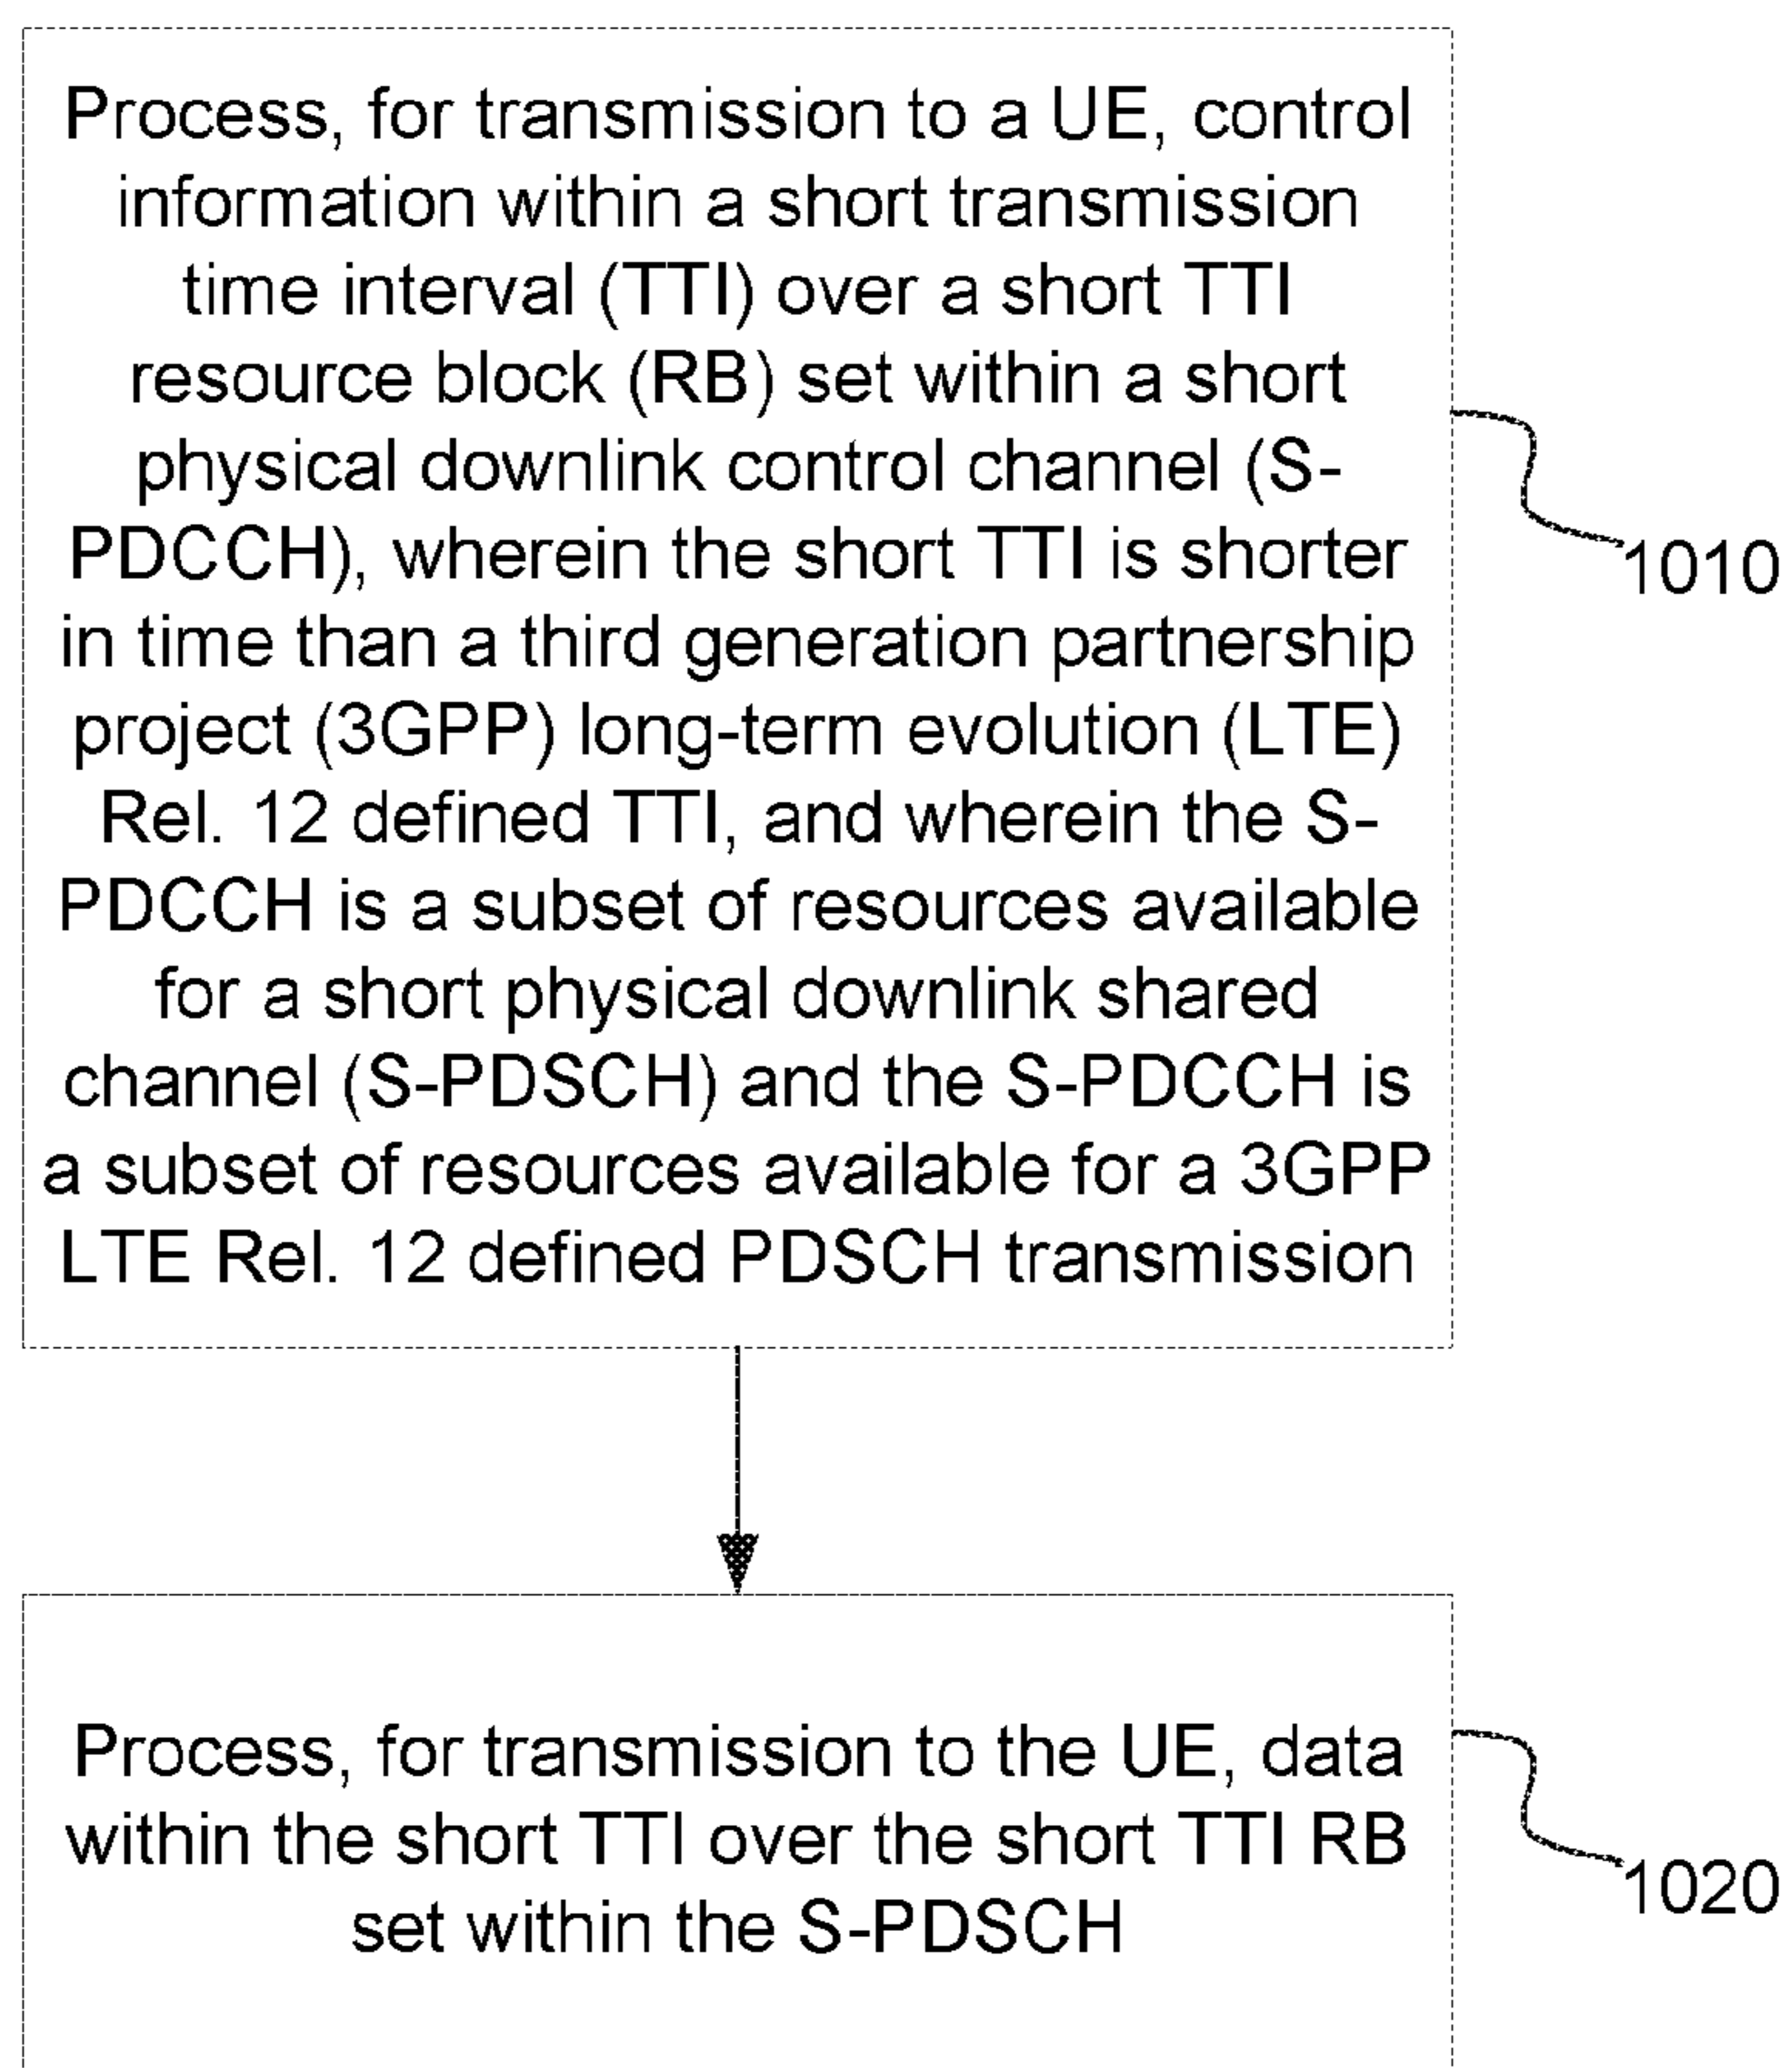 Process, for transmission to a UE, control
information within a short transmission
time interval (TTI) over a short TTI
resource block (RB) set within a short
physical downlink control channel (S-
PDCCH), wherein the short TTI is shorter
in time than a third generation partnership
project (3GPP) long-term evolution (LTE)
Rel. 12 defined TTI, and wherein the S-
PDCCH is a subset of resources available
for a short physical downlink shared
channel (S-PDSCH) and the S-PDCCH is
a subset of resources available for a 3GPP
LTE Rel. 12 defined PDSCH transmission
1010
Process, for transmission to the UE, data
within the short TTI over the short TTI RB
set within the S-PDSCH
1020